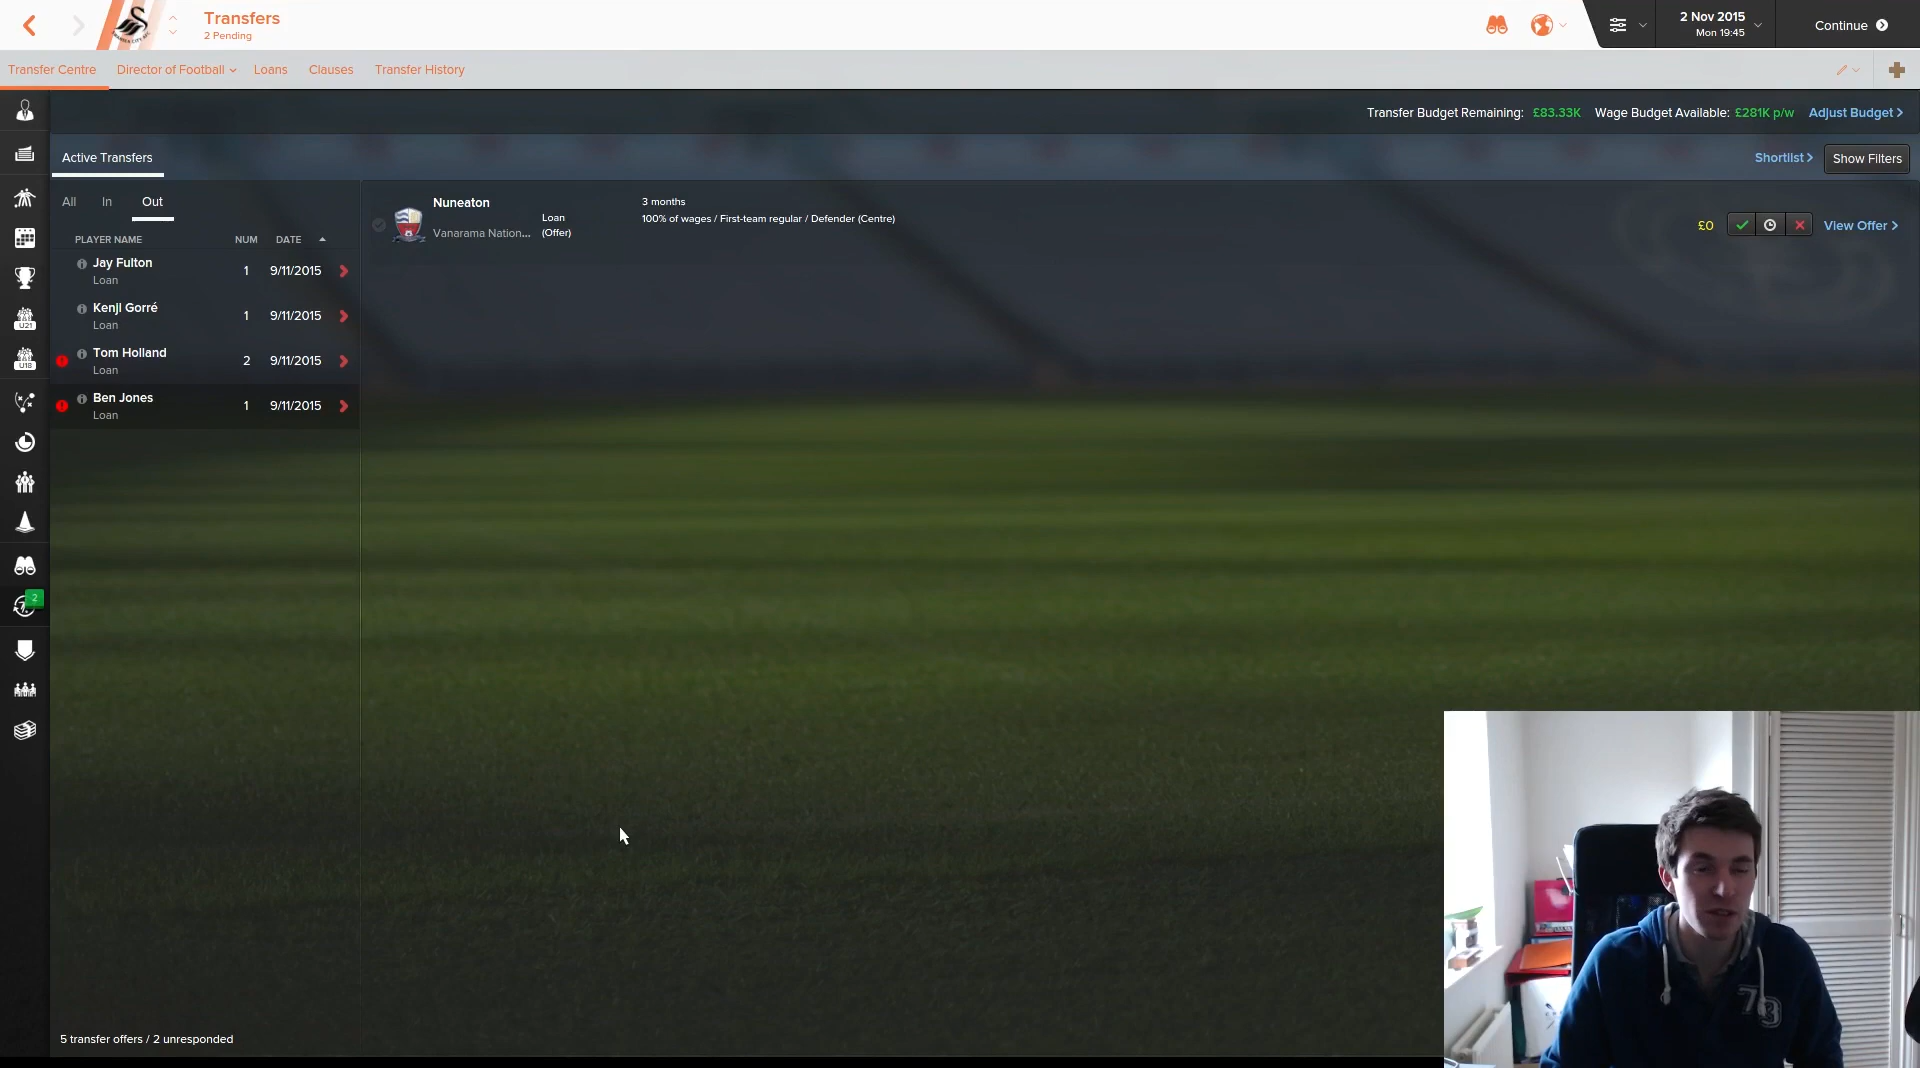 Transfers
2 Pending
2 Nov 2015
Mon 19:45
Continue
Transfer Centre
Director of Football
Loans
Clauses
Transfer History
Transfer Budget Remaining: £83.33K Wage Budget Available: £281K p/w Adjust Budget
Active Transfers
Shortlist
Show Filters
All In Out
PLAYER NAME NUM DATE
Jay Fulton
Loan
1 9/11/2015
Kenji Gorré
Loan
1 9/11/2015
Tom Holland
Loan
2 9/11/2015
Ben Jones
Loan
1 9/11/2015
Nuneaton
Vanarama Nation...
Loan
(Offer)
3 months
100% of wages / First-team regular / Defender (Centre)
£0
View Offer
U21
U18
2
5 transfer offers / 2 unresponded
73